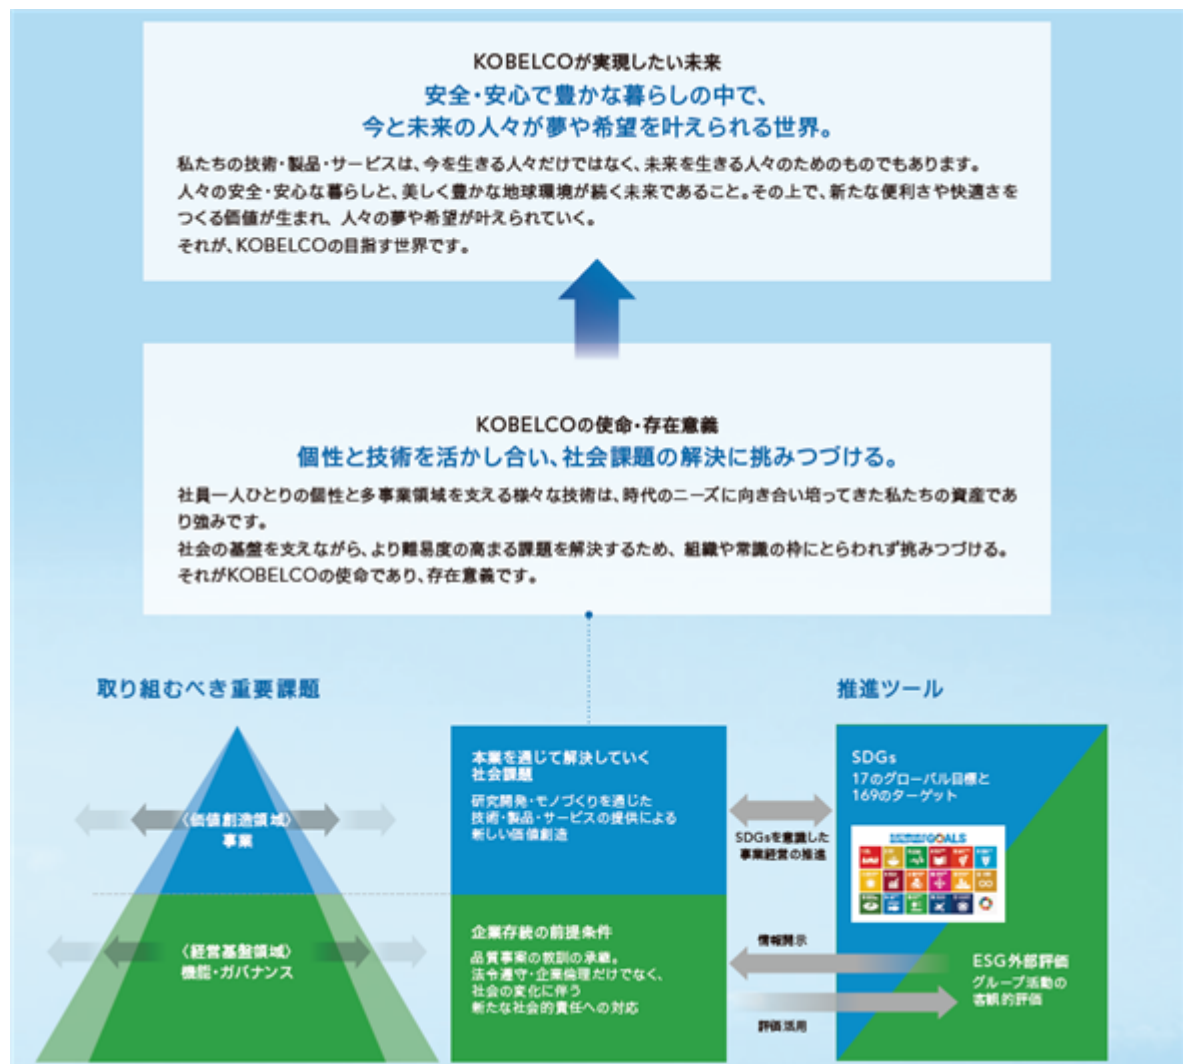 KOBELCOが実現したい未来
安全・安心で豊かな暮らしの中で、
今と未来の人々が夢や希望を叶えられる世界。
私たちの技術・製品・サービスは、今を生きる人々だけではなく、未来を生きる人々のためのものでもあります。
人々の安全・安心な暮らしと、美しく豊かな地球環境が続く未来であること。その上で、新たな便利さや快適さを
つくる価値が生まれ、人々の夢や希望が叶えられていく。
それが、KOBELCOの目指す世界です。
KOBELCOの使命・存在意義
個性と技術を活かし合い、社会課題の解決に挑みつづける。
社員一人ひとりの個性と多事業領域を支える様々な技術は、時代のニーズに向き合い培ってきた私たちの資産であ
り強みです。
社会の基盤を支えながら、より難易度の高まる課題を解決するため、組織や常識の枠にとらわれず挑みつづける。
それがKOBELCOの使命であり、存在意義です。
取り組むべき重要課題
〈価値創造領域〉
事業
〈経営基盤領域〉
機能・ガバナンス
本業を通じて解決していく
社会課題
研究開発・モノづくりを通じた
技術・製品・サービスの提供による
新しい価値創造
企業存続の前提条件
品質事案の教訓の承継。
法令遵守・企業倫理だけでなく、
社会の変化に伴う
新たな社会的責任への対応
SDGsを意識した
事業経営の推進
情報開示
評価活用
推進ツール
SDGs
17のグローバル目標と
169のターゲット
GOALS
ESG外部評価
グループ活動の
客観的評価